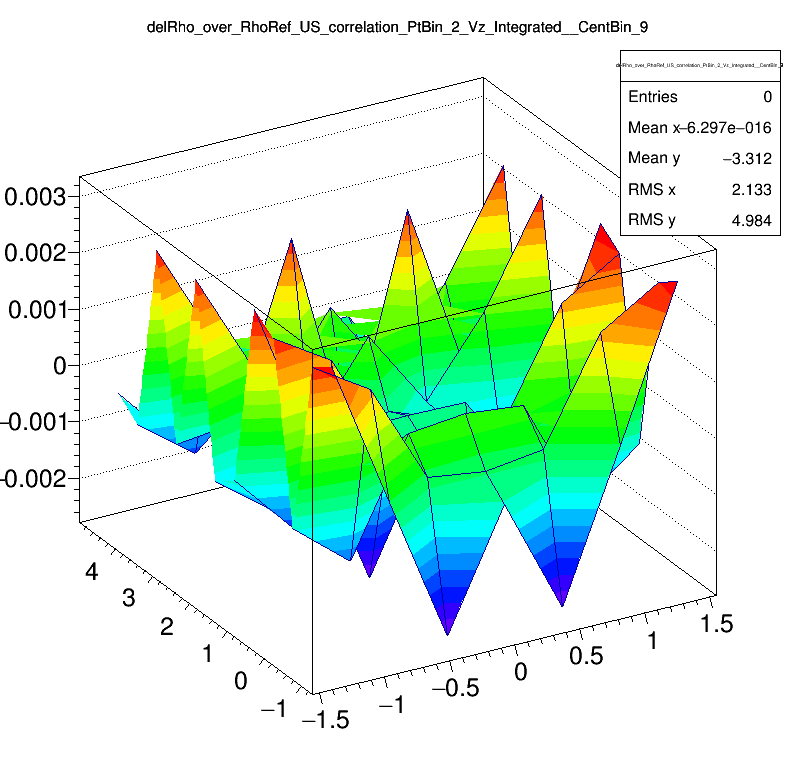 delRho_over_RhoRef_US_correlation_PtBin_2_Vz_Integrated__CentBin_9
delRho_over_RhoRef_US_correlation_PtBin_2_Vz_Integrated__CentBin_9
Entries 0
Mean x −6.297e−016
Mean y −3.312
RMS x 2.133
RMS y 4.984
0.003
0.002
0.001
0
−0.001
−0.002
4
3
2
1
0
−1
−1.5
−1
−0.5
0
0.5
1
1.5